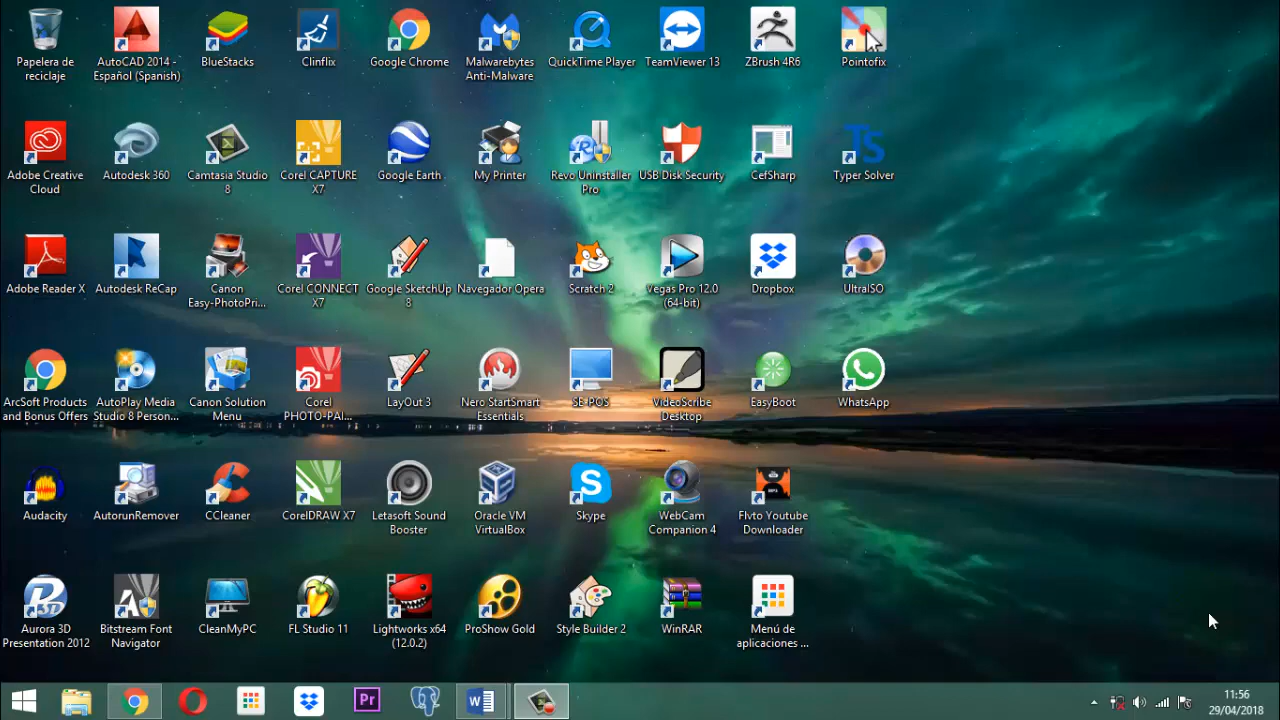 Papelera de
reciclaje
AutoCAD 2014 -
Español (Spanish)
BlueStacks
Clinflix
Google Chrome
Malwarebytes
Anti-Malware
QuickTime Player
TeamViewer 13
ZBrush 4R6
Pointofix
Adobe Creative
Cloud
Autodesk 360
Camtasia Studio
8
Corel CAPTURE
X7
Google Earth
My Printer
Revo Uninstaller
Pro
USB Disk Security
CefSharp
TS
Typer Solver
Adobe Reader X
Autodesk ReCap
Canon
Easy-PhotoPri...
Corel CONNECT
X7
Google SketchUp
8
Navegador Opera
Scratch 2
Vegas Pro 12.0
(64-bit)
Dropbox
UltraISO
ArcSoft Products
and Bonus Offers
AutoPlay Media
Studio 8 Person...
Canon Solution
Menu
Corel
PHOTO-PAI...
LayOut 3
Nero StartSmart
Essentials
SE-POS
VideoScribe
Desktop
EasyBoot
WhatsApp
Audacity
AutorunRemover
CCleaner
CorelDRAW X7
Letasoft Sound
Booster
Oracle VM
VirtualBox
Skype
WebCam
Companion 4
Flvto Youtube
Downloader
Aurora 3D
Presentation 2012
Bitstream Font
Navigator
CleanMyPC
FL Studio 11
Lightworks x64
(12.0.2)
ProShow Gold
Style Builder 2
WinRAR
Menú de
aplicaciones ...
Pr
11:56
29/04/2018